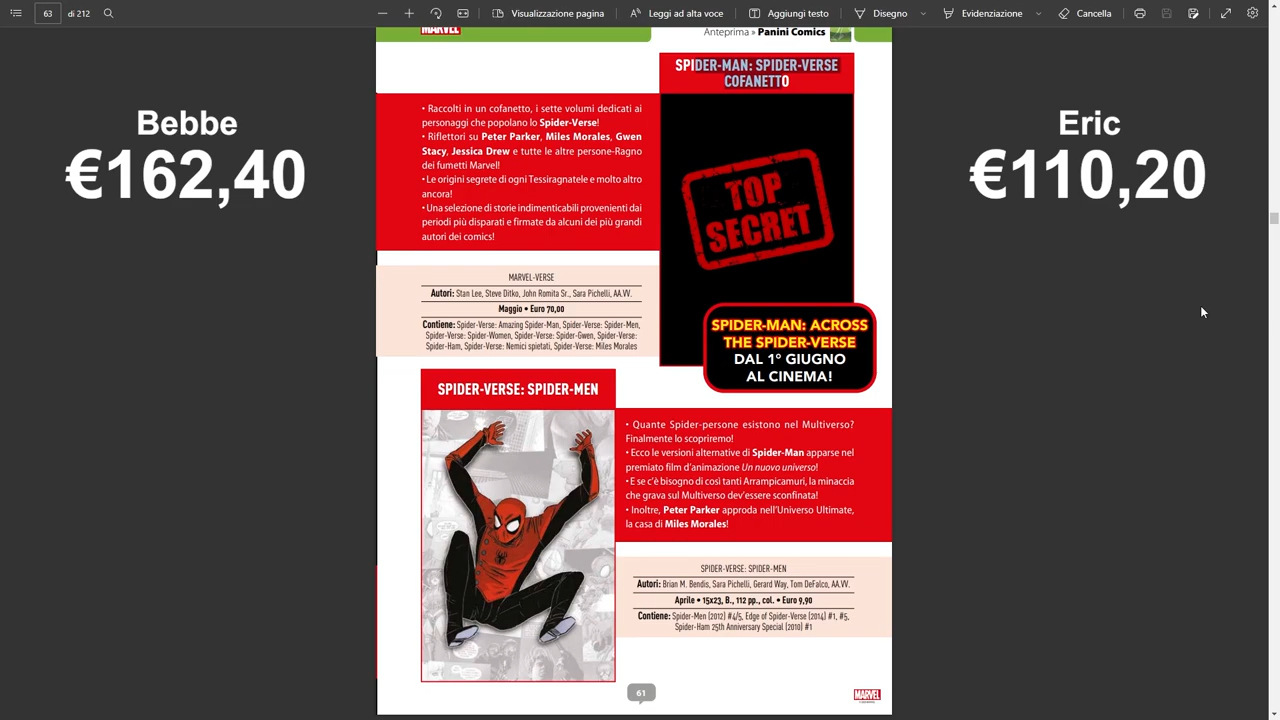 63
di 212
Aggiungi testo
Disegno
Evidenziazione
Cancella
MARVEL
Anteprima » Panini Comics
Bebbe
€162,40
Eric
€110,20
SPIDER-MAN: SPIDER-VERSE
COFANETTO
• Raccolti in un cofanetto, i sette volumi dedicati ai
personaggi che popolano lo Spider-Verse!
• Riflettori su Peter Parker, Miles Morales, Gwen
Stacy, Jessica Drew e tutte le altre persone-Ragno
dei fumetti Marvel!
• Le origini segrete di ogni Tessiragnatele e molto altro
ancora!
• Una selezione di storie indimenticabili provenienti dai
periodi più disparati e firmate da alcuni dei più grandi
autori dei comics!
TOP
SECRET
MARVEL-VERSE
Autori: Stan Lee, Steve Ditko, John Romita Sr., Sara Pichelli, AA.VV.
Maggio • Euro 70,00
Contiene: Spider-Verse: Amazing Spider-Man, Spider-Verse: Spider-Men,
Spider-Verse: Spider-Women, Spider-Verse: Spider-Gwen, Spider-Verse:
Spider-Ham, Spider-Verse: Nemici spietati, Spider-Verse: Miles Morales
SPIDER-MAN: ACROSS
THE SPIDER-VERSE
DAL 1° GIUGNO
AL CINEMA!
SPIDER-VERSE: SPIDER-MEN
• Quante Spider-persone esistono nel Multiverso?
Finalmente lo scopriremo!
• Ecco le versioni alternative di Spider-Man apparse nel
premiato film d'animazione Un nuovo universo!
• E se c'è bisogno di così tanti Arrampicamuri, la minaccia
che grava sul Multiverso dev'essere sconfinata!
• Inoltre, Peter Parker approda nell'Universo Ultimate,
la casa di Miles Morales!
SPIDER-VERSE: SPIDER-MEN
Autori: Brian M. Bendis, Sara Pichelli, Gerard Way, Tom DeFalco, AA.VV.
Aprile • 15x23, B., 112 pp., col. • Euro 9,90
Contiene: Spider-Men (2012) #4/5, Edge of Spider-Verse (2014) #1, #5,
Spider-Ham 25th Anniversary Special (2010) #1
61
MARVEL